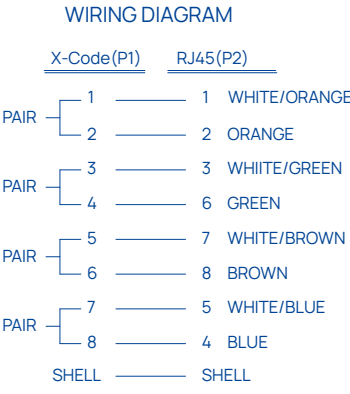 WIRING DIAGRAM
X-Code(P1) RJ45(P2)
PAIR
1 1 WHITE/ORANGE
2 2 ORANGE
PAIR
3 3 WHIITE/GREEN
4 6 GREEN
PAIR
5 7 WHITE/BROWN
6 8 BROWN
PAIR
7 5 WHITE/BLUE
8 4 BLUE
SHELL SHELL